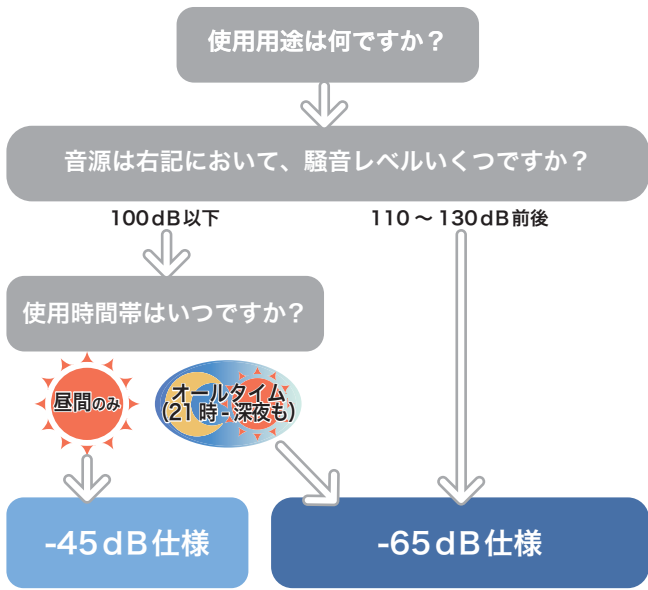 使用用途は何ですか？
音源は右記において、騒音レベルいくつですか？
100dB以下
110 〜 130dB前後
使用時間帯はいつですか？
昼間のみ
オールタイム
(21 時 - 深夜も)
-45dB仕様
-65dB仕様